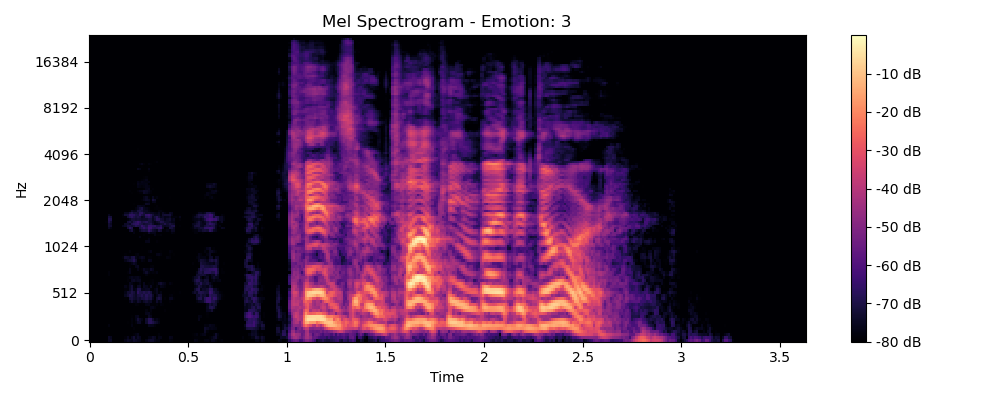 Mel Spectrogram - Emotion: 3
Hz
16384
8192
4096
2048
1024
512
0
0 0.5 1 1.5 2 2.5 3 3.5
Time
-10 dB
-20 dB
-30 dB
-40 dB
-50 dB
-60 dB
-70 dB
-80 dB